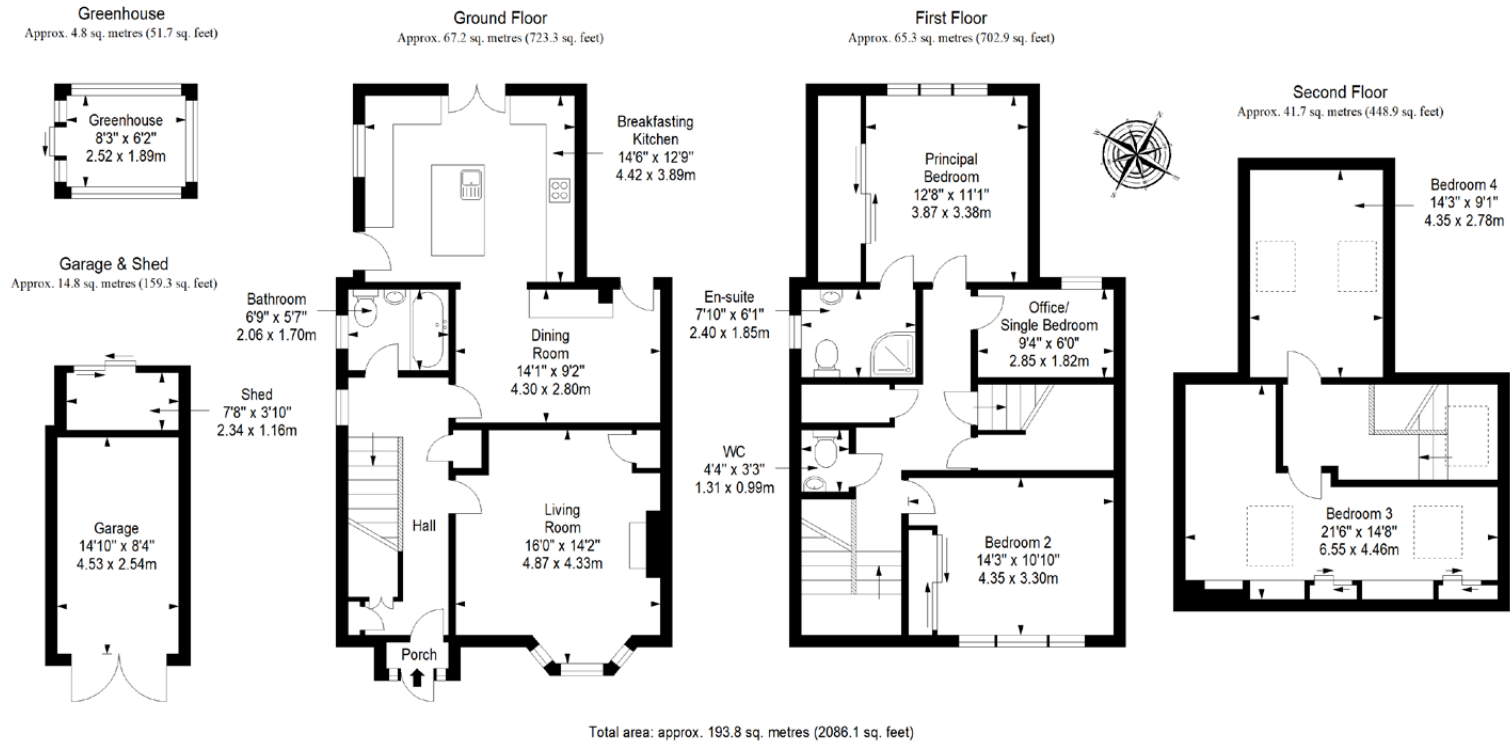 Greenhouse
Approx. 4.8 sq. metres (51.7 sq. feet)
Greenhouse
8'3" x 6'2"
2.52 x 1.89m
Garage & Shed
Approx. 14.8 sq. metres (159.3 sq. feet)
Shed
7'8" x 3'10"
2.34 x 1.16m
Garage
14'10" x 8'4"
4.53 x 2.54m
Ground Floor
Approx. 67.2 sq. metres (723.3 sq. feet)
Breakfasting
Kitchen
14'6" x 12'9"
4.42 x 3.89m
Bathroom
6'9" x 5'7"
2.06 x 1.70m
Dining
Room
14'1" x 9'2"
4.30 x 2.80m
Hall
Living
Room
16'0" x 14'2"
4.87 x 4.33m
Porch
First Floor
Approx. 65.3 sq. metres (702.9 sq. feet)
Principal
Bedroom
12'8" x 11'1"
3.87 x 3.38m
En-suite
7'10" x 6'1"
2.40 x 1.85m
Office/
Single Bedroom
9'4" x 6'0"
2.85 x 1.82m
WC
4'4" x 3'3"
1.31 x 0.99m
Bedroom 2
14'3" x 10'10"
4.35 x 3.30m
N
E
S
W
Second Floor
Approx. 41.7 sq. metres (448.9 sq. feet)
Bedroom 4
14'3" x 9'1"
4.35 x 2.78m
Bedroom 3
21'6" x 14'8"
6.55 x 4.46m
Total area: approx. 193.8 sq. metres (2086.1 sq. feet)